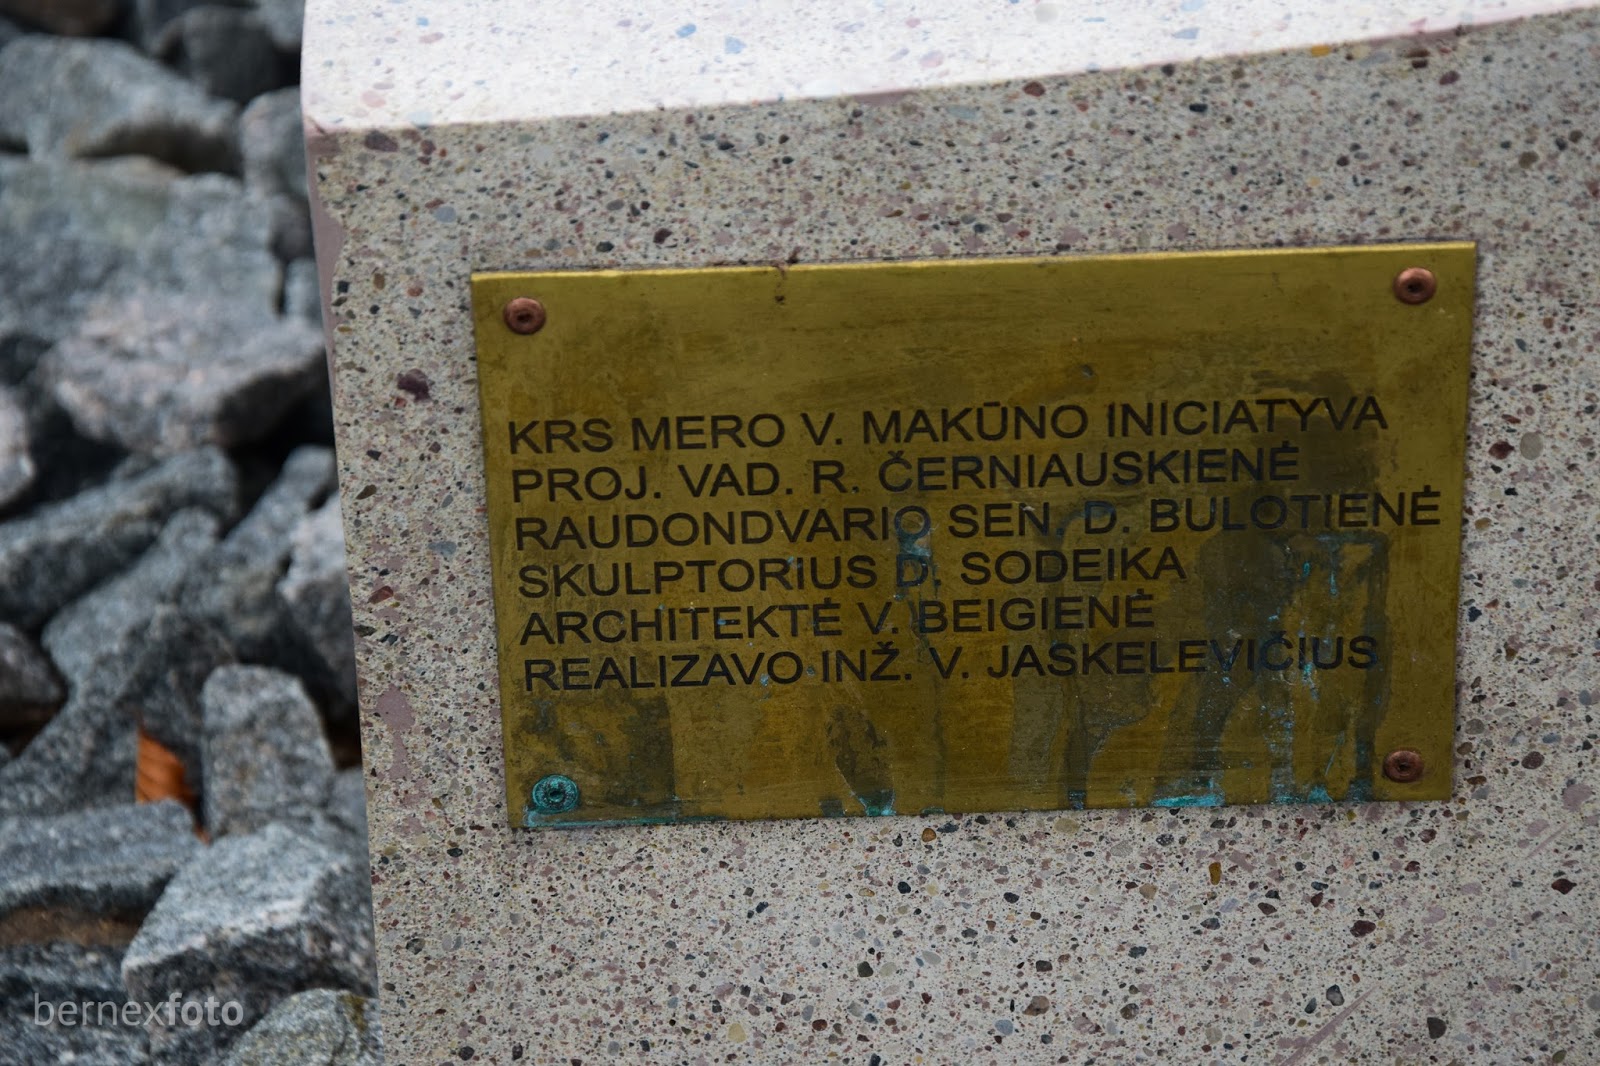 KRS MERO V. MAKŪNO INICIATYVA
PROJ. VAD. R. ČERNIAUSKIENĖ
RAUDONDVARIO SEN. D. BULOTIENĖ
SKULPTORIUS D. SODEIKA
ARCHITEKTĖ V. BEIGIENĖ
REALIZAVO INŽ. V. JASKELEVIČIUS
bernexfoto